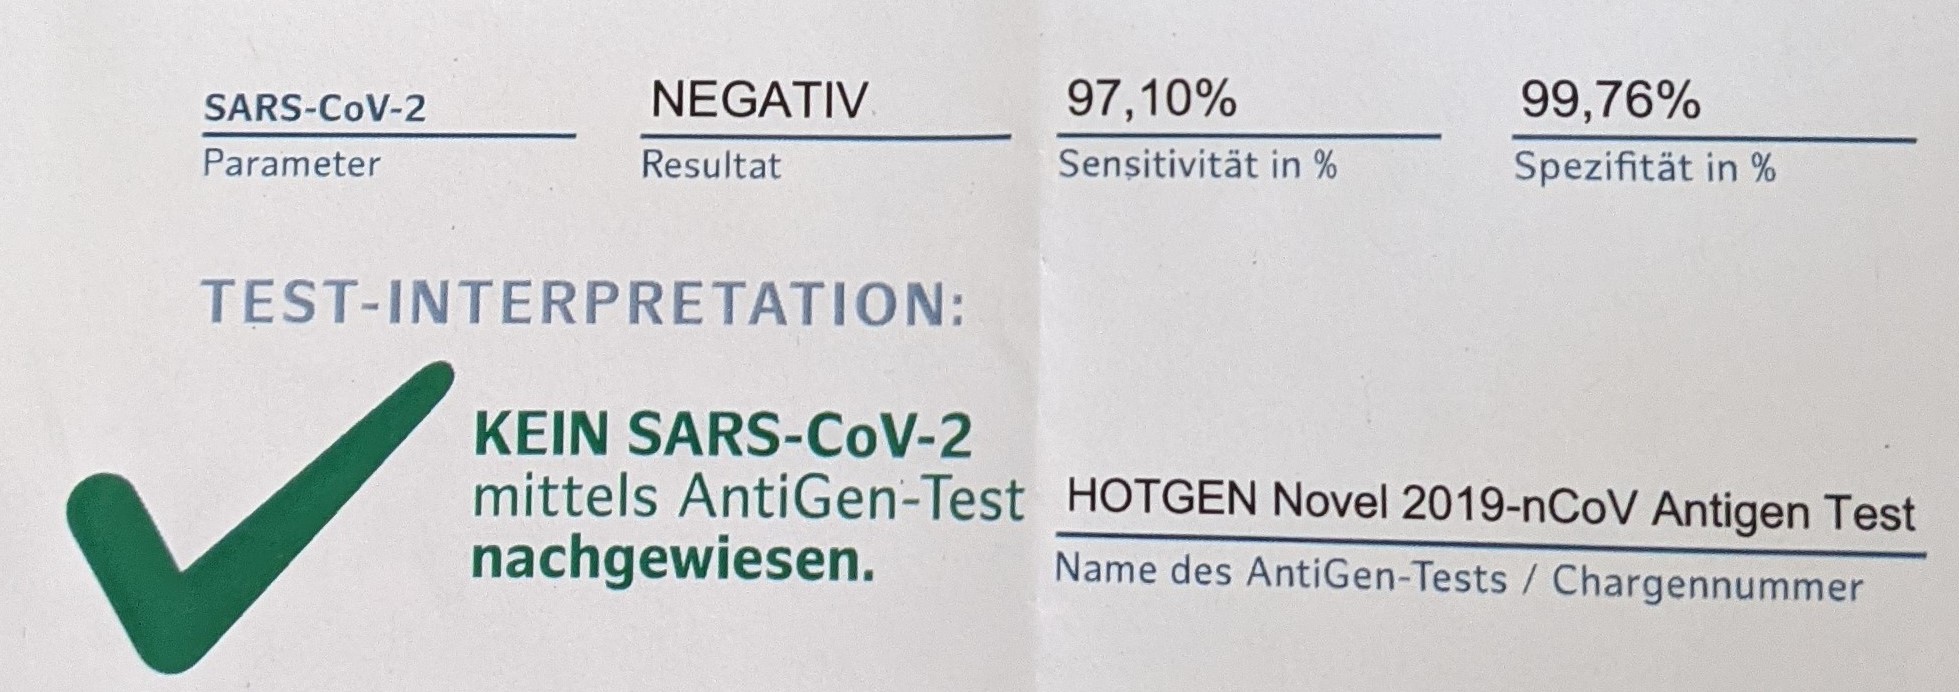 SARS-CoV-2 NEGATIV 97,10% 99,76%
Parameter Resultat Sensitivität in % Spezifität in %
TEST-INTERPRETATION:
KEIN SARS-CoV-2
mittels AntiGen-Test
nachgewiesen.
HOTGEN Novel 2019-nCoV Antigen Test
Name des AntiGen-Tests / Chargennummer